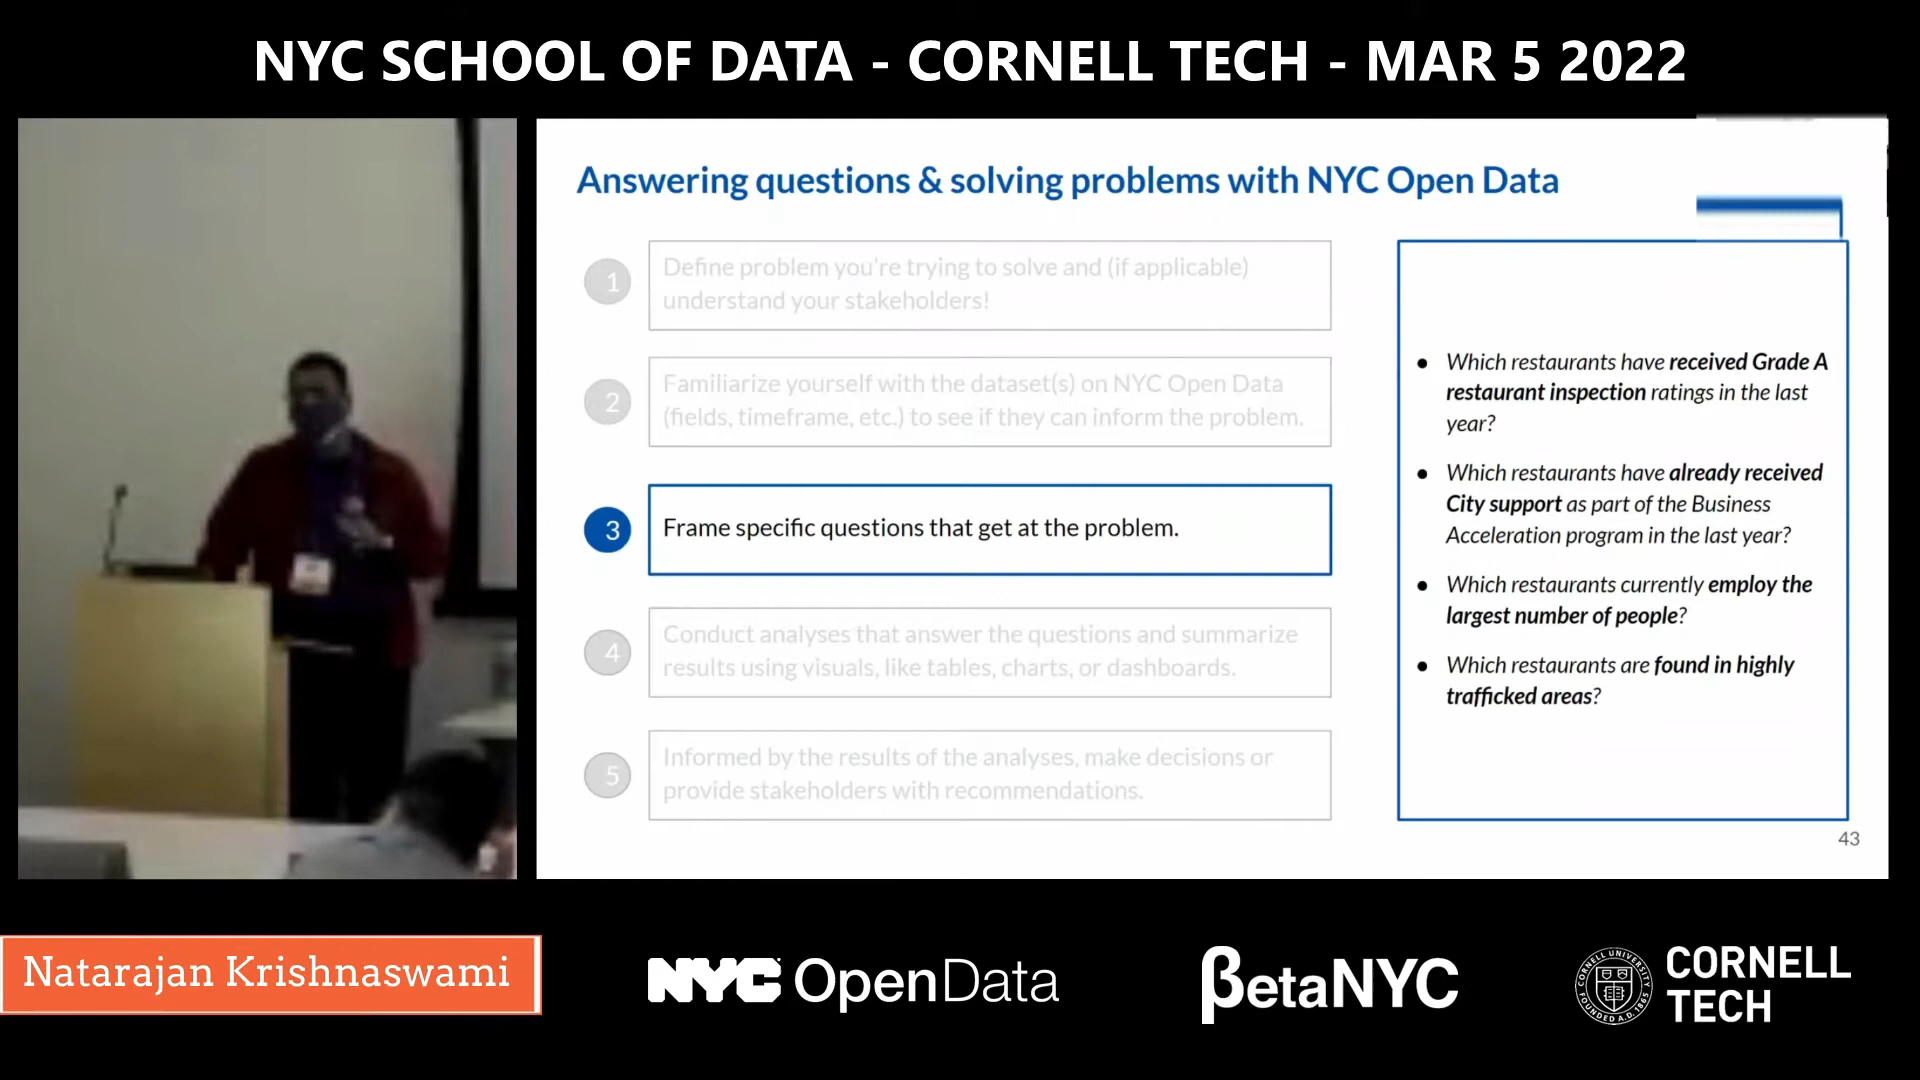 NYC SCHOOL OF DATA - CORNELL TECH - MAR 5 2022
Answering questions & solving problems with NYC Open Data
1
Define problem you're trying to solve and (if applicable)
understand your stakeholders!
2
Familiarize yourself with the dataset(s) on NYC Open Data
(fields, timeframe, etc.) to see if they can inform the problem.
3
Frame specific questions that get at the problem.
4
Conduct analyses that answer the questions and summarize
results using visuals, like tables, charts, or dashboards.
5
Informed by the results of the analyses, make decisions or
provide stakeholders with recommendations.
● Which restaurants have received Grade A
restaurant inspection ratings in the last
year?
● Which restaurants have already received
City support as part of the Business
Acceleration program in the last year?
● Which restaurants currently employ the
largest number of people?
● Which restaurants are found in highly
trafficked areas?
43
Natarajan Krishnaswami
NYC OpenData
βetaNYC
CORNELL UNIVERSITY
FOUNDED A.D. 1865
CORNELL
TECH